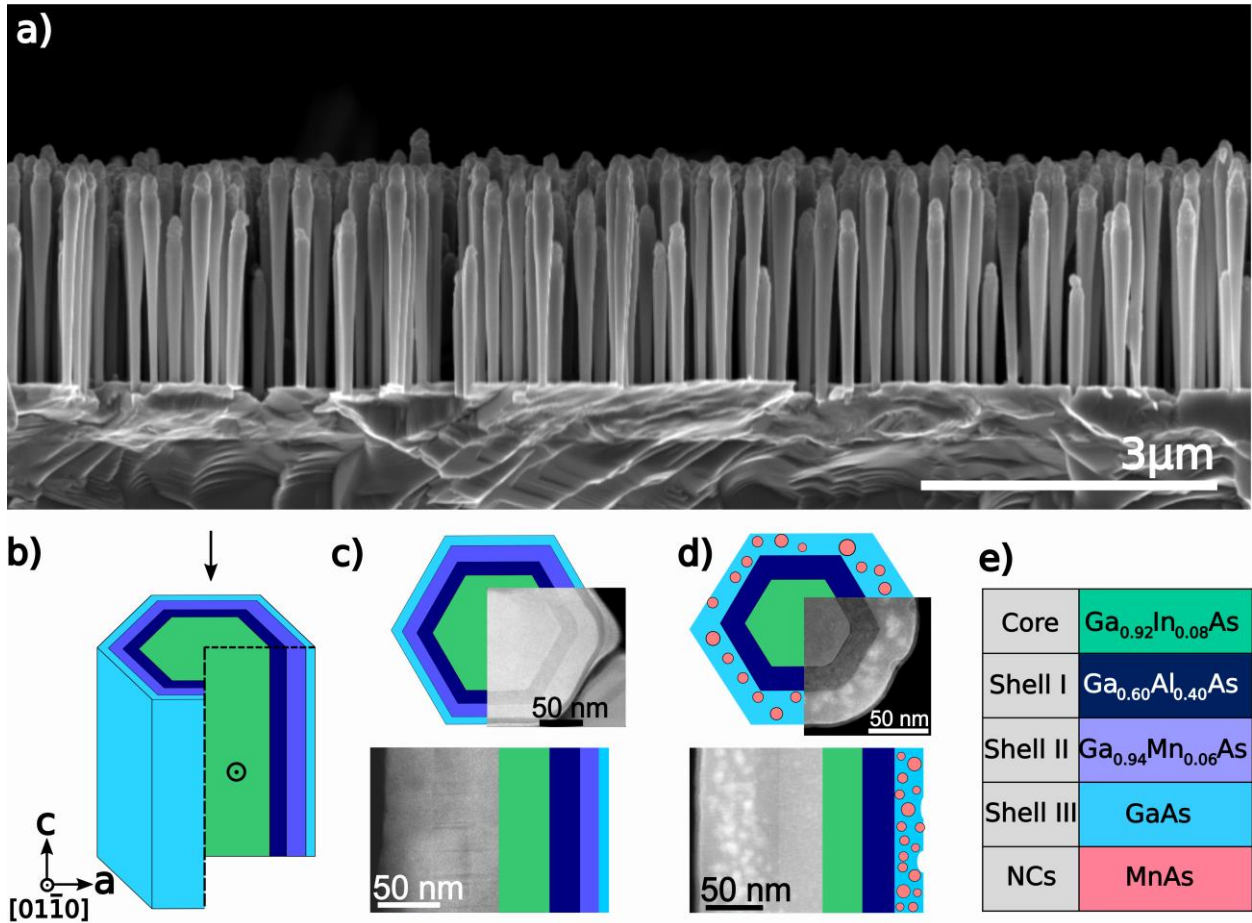 a)
3μm
b)
c
a
[011̄0]
c)
50 nm
50 nm
d)
50 nm
50 nm
e)
Core Ga0.92In0.08As
Shell I Ga0.60Al0.40As
Shell II Ga0.94Mn0.06As
Shell III GaAs
NCs MnAs